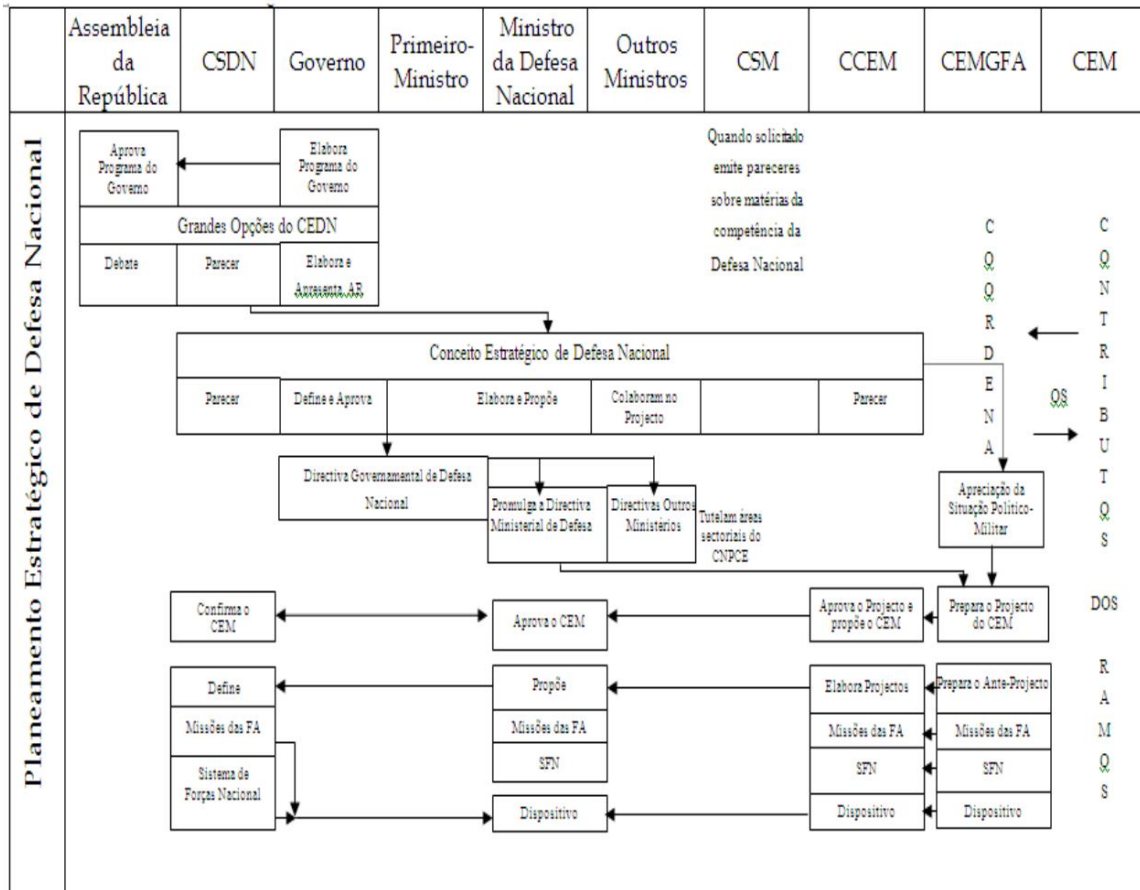 Assembleia
da
República
CSDN
Governo
Primeiro-
Ministro
Ministro
da Defesa
Nacional
Outros
Ministros
CSM
CCEM
CEMGFA
CEM
Planeamento Estratégico de Defesa Nacional
Aprova
Programa do
Governo
Elabora
Programa do
Governo
Grandes Opções do CEDN
Debate
Parecer
Elabora e
Apresenta AR
Quando solicitado
emite pareceres
sobre matérias da
competência da
Defesa Nacional
C
O
O
R
D
E
N
A
OS
C
O
N
T
R
I
B
U
T
O
S
DOS
R
A
M
O
S
Conceito Estratégico de Defesa Nacional
Parecer
Define e Aprova
Elabora e Propõe
Colaboram no
Projecto
Parecer
Directiva Governamental de Defesa
Nacional
Promulga a Directiva
Ministerial de Defesa
Directivas Outros
Ministérios
Tutelam áreas
sectoriais do
CNPCE
Apreciação da
Situação Político-
Militar
Confirma o
CEM
Aprova o CEM
Aprova o Projecto e
propõe o CEM
Prepara o Projecto
do CEM
Define
Propõe
Elabora Projectos
Prepara o Ante-Projecto
Missões das FA
Missões das FA
Missões das FA
Missões das FA
Sistema de
Forças Nacional
SFN
SFN
SFN
Dispositivo
Dispositivo
Dispositivo